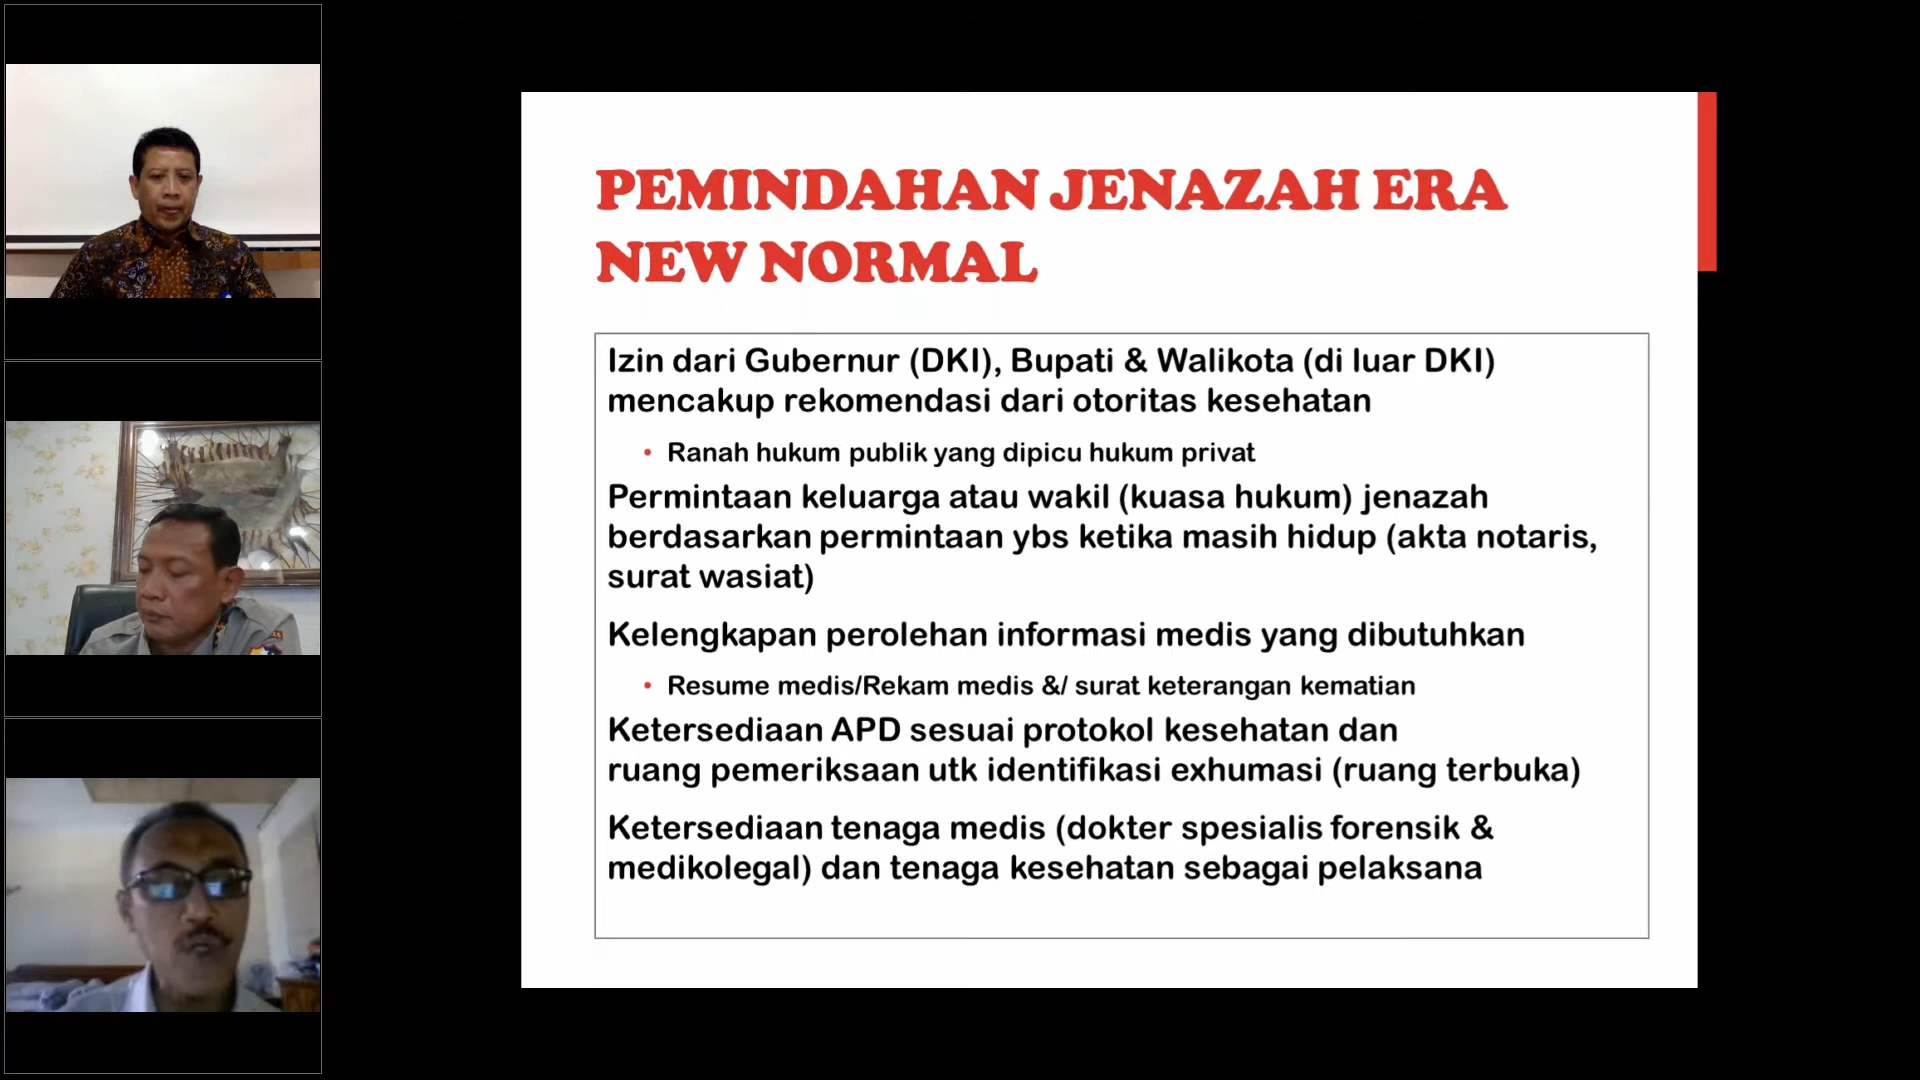 PEMINDAHAN JENAZAH ERA
NEW NORMAL
Izin dari Gubernur (DKI), Bupati & Walikota (di luar DKI)
mencakup rekomendasi dari otoritas kesehatan
• Ranah hukum publik yang dipicu hukum privat
Permintaan keluarga atau wakil (kuasa hukum) jenazah
berdasarkan permintaan ybs ketika masih hidup (akta notaris,
surat wasiat)
Kelengkapan perolehan informasi medis yang dibutuhkan
• Resume medis/Rekam medis &/ surat keterangan kematian
Ketersediaan APD sesuai protokol kesehatan dan
ruang pemeriksaan utk identifikasi exhumasi (ruang terbuka)
Ketersediaan tenaga medis (dokter spesialis forensik &
medikolegal) dan tenaga kesehatan sebagai pelaksana